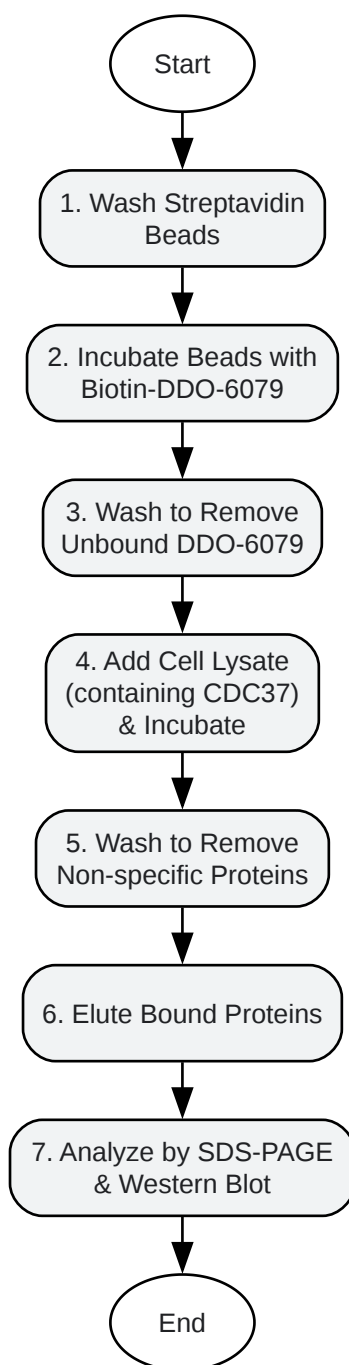 Start
1. Wash Streptavidin
Beads
2. Incubate Beads with
Biotin-DDO-6079
3. Wash to Remove
Unbound DDO-6079
4. Add Cell Lysate
(containing CDC37)
& Incubate
5. Wash to Remove
Non-specific Proteins
6. Elute Bound Proteins
7. Analyze by SDS-PAGE
& Western Blot
End